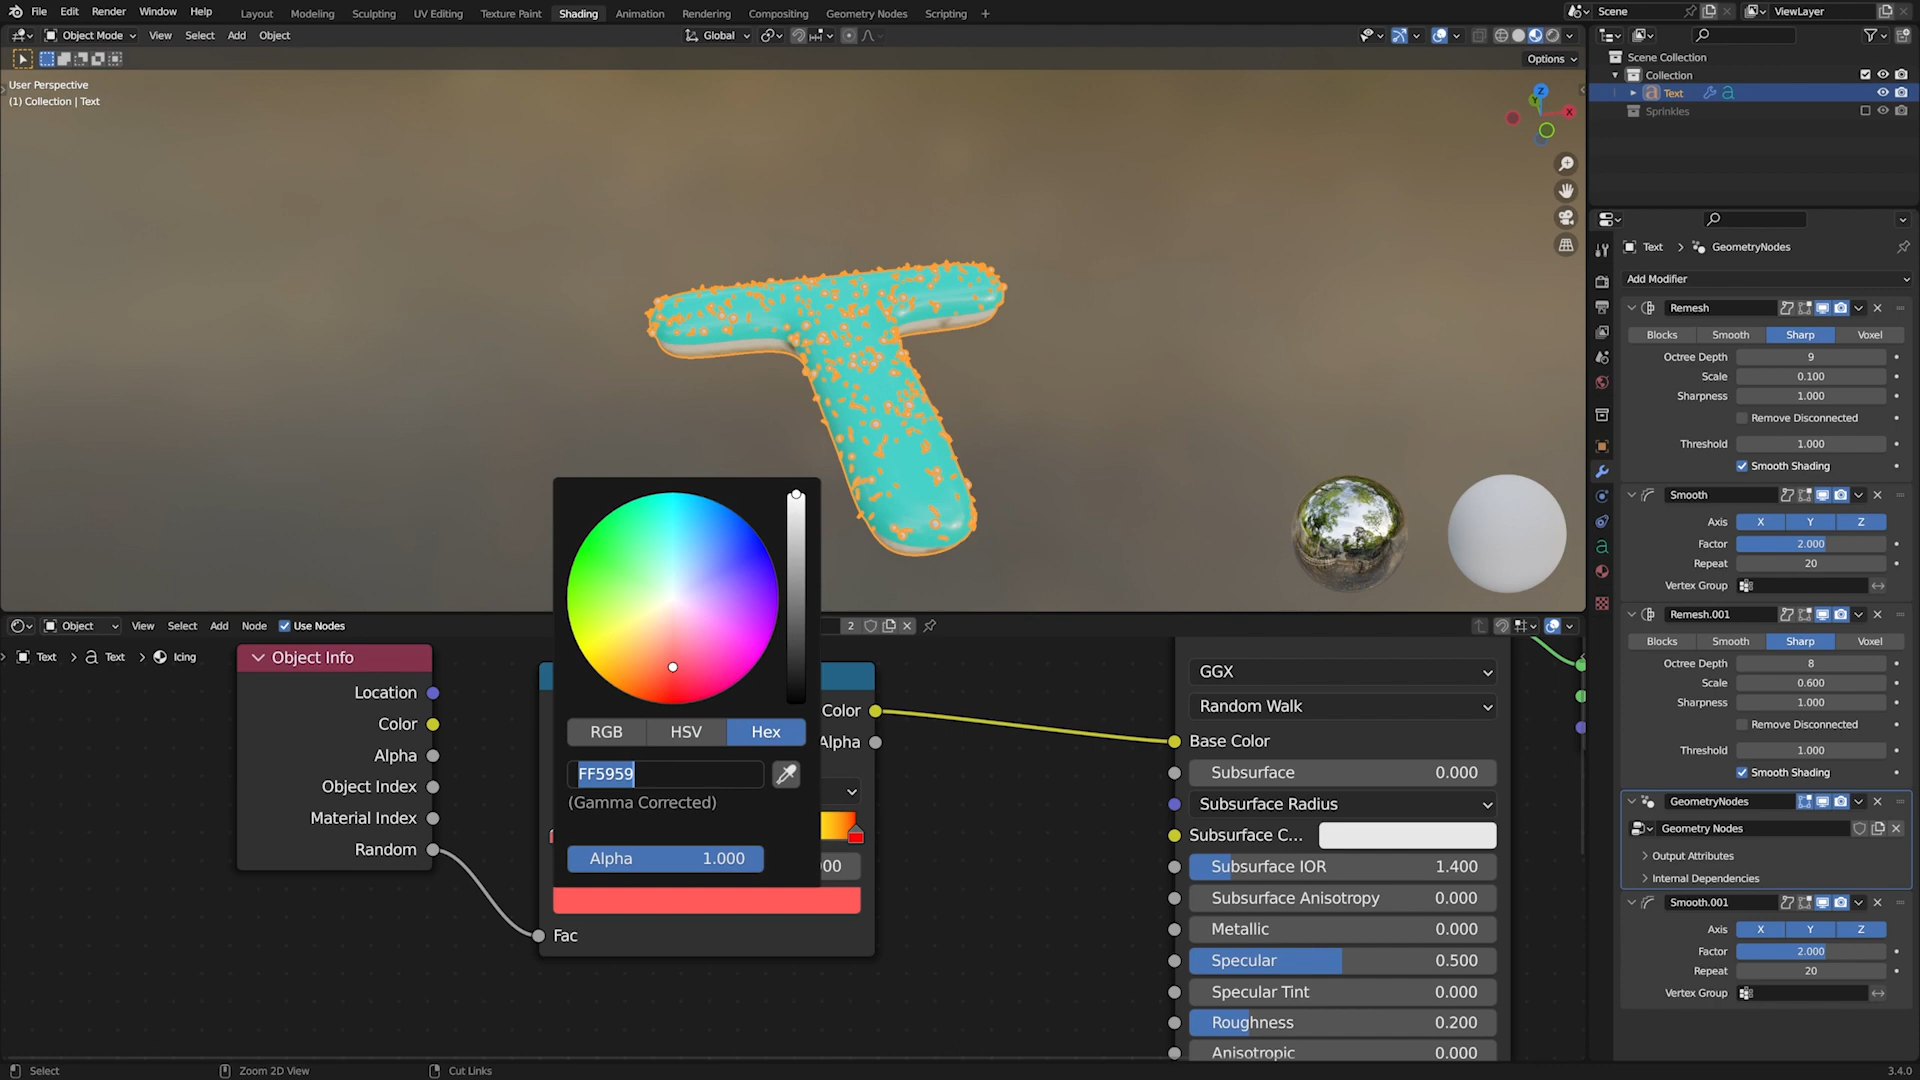 File Edit Render Window Help Layout Modeling Sculpting UV Editing Texture Paint Shading Animation Rendering Compositing Geometry Nodes Scripting + Scene ViewLayer
Object Mode View Select Add Object Global
Options
User Perspective
(1) Collection | Text
Z
Y
X
Scene Collection
Collection
Text
Sprinkles
Text > GeometryNodes
Add Modifier
Remesh
Blocks Smooth Sharp Voxel
Octree Depth 9
Scale 0.100
Sharpness 1.000
Remove Disconnected
Threshold 1.000
Smooth Shading
Smooth
Axis X Y Z
Factor 2.000
Repeat 20
Vertex Group
Remesh.001
Blocks Smooth Sharp Voxel
Octree Depth 8
Scale 0.600
Sharpness 1.000
Remove Disconnected
Threshold 1.000
Smooth Shading
GeometryNodes
Geometry Nodes
Output Attributes
Internal Dependencies
Smooth.001
Axis X Y Z
Factor 2.000
Repeat 20
Vertex Group
Object View Select Add Node Use Nodes 2
Text > Text > Icing
Object Info
Location
Color
Alpha
Object Index
Material Index
Random
RGB HSV Hex
FF5959
(Gamma Corrected)
Alpha 1.000
Color
Alpha
00
Fac
GGX
Random Walk
Base Color
Subsurface 0.000
Subsurface Radius
Subsurface C...
Subsurface IOR 1.400
Subsurface Anisotropy 0.000
Metallic 0.000
Specular 0.500
Specular Tint 0.000
Roughness 0.200
Anisotropic 0.000
Select Zoom 2D View Cut Links 3.4.0